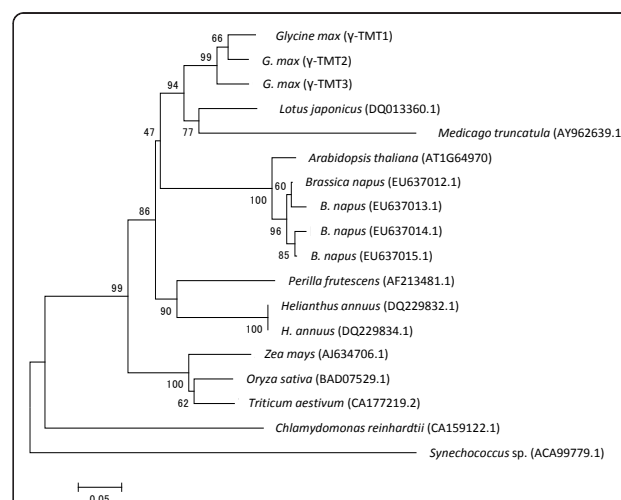 66
Glycine max (γ-TMT1)
99
G. max (γ-TMT2)
94
G. max (γ-TMT3)
Lotus japonicus (DQ013360.1)
47
77
Medicago truncatula (AY962639.1)
Arabidopsis thaliana (AT1G64970)
60
Brassica napus (EU637012.1)
100
B. napus (EU637013.1)
86
96
B. napus (EU637014.1)
85
B. napus (EU637015.1)
99
Perilla frutescens (AF213481.1)
90
Helianthus annuus (DQ229832.1)
100
H. annuus (DQ229834.1)
Zea mays (AJ634706.1)
100
Oryza sativa (BAD07529.1)
62
Triticum aestivum (CA177219.2)
Chlamydomonas reinhardtii (CA159122.1)
Synechococcus sp. (ACA99779.1)
0.05